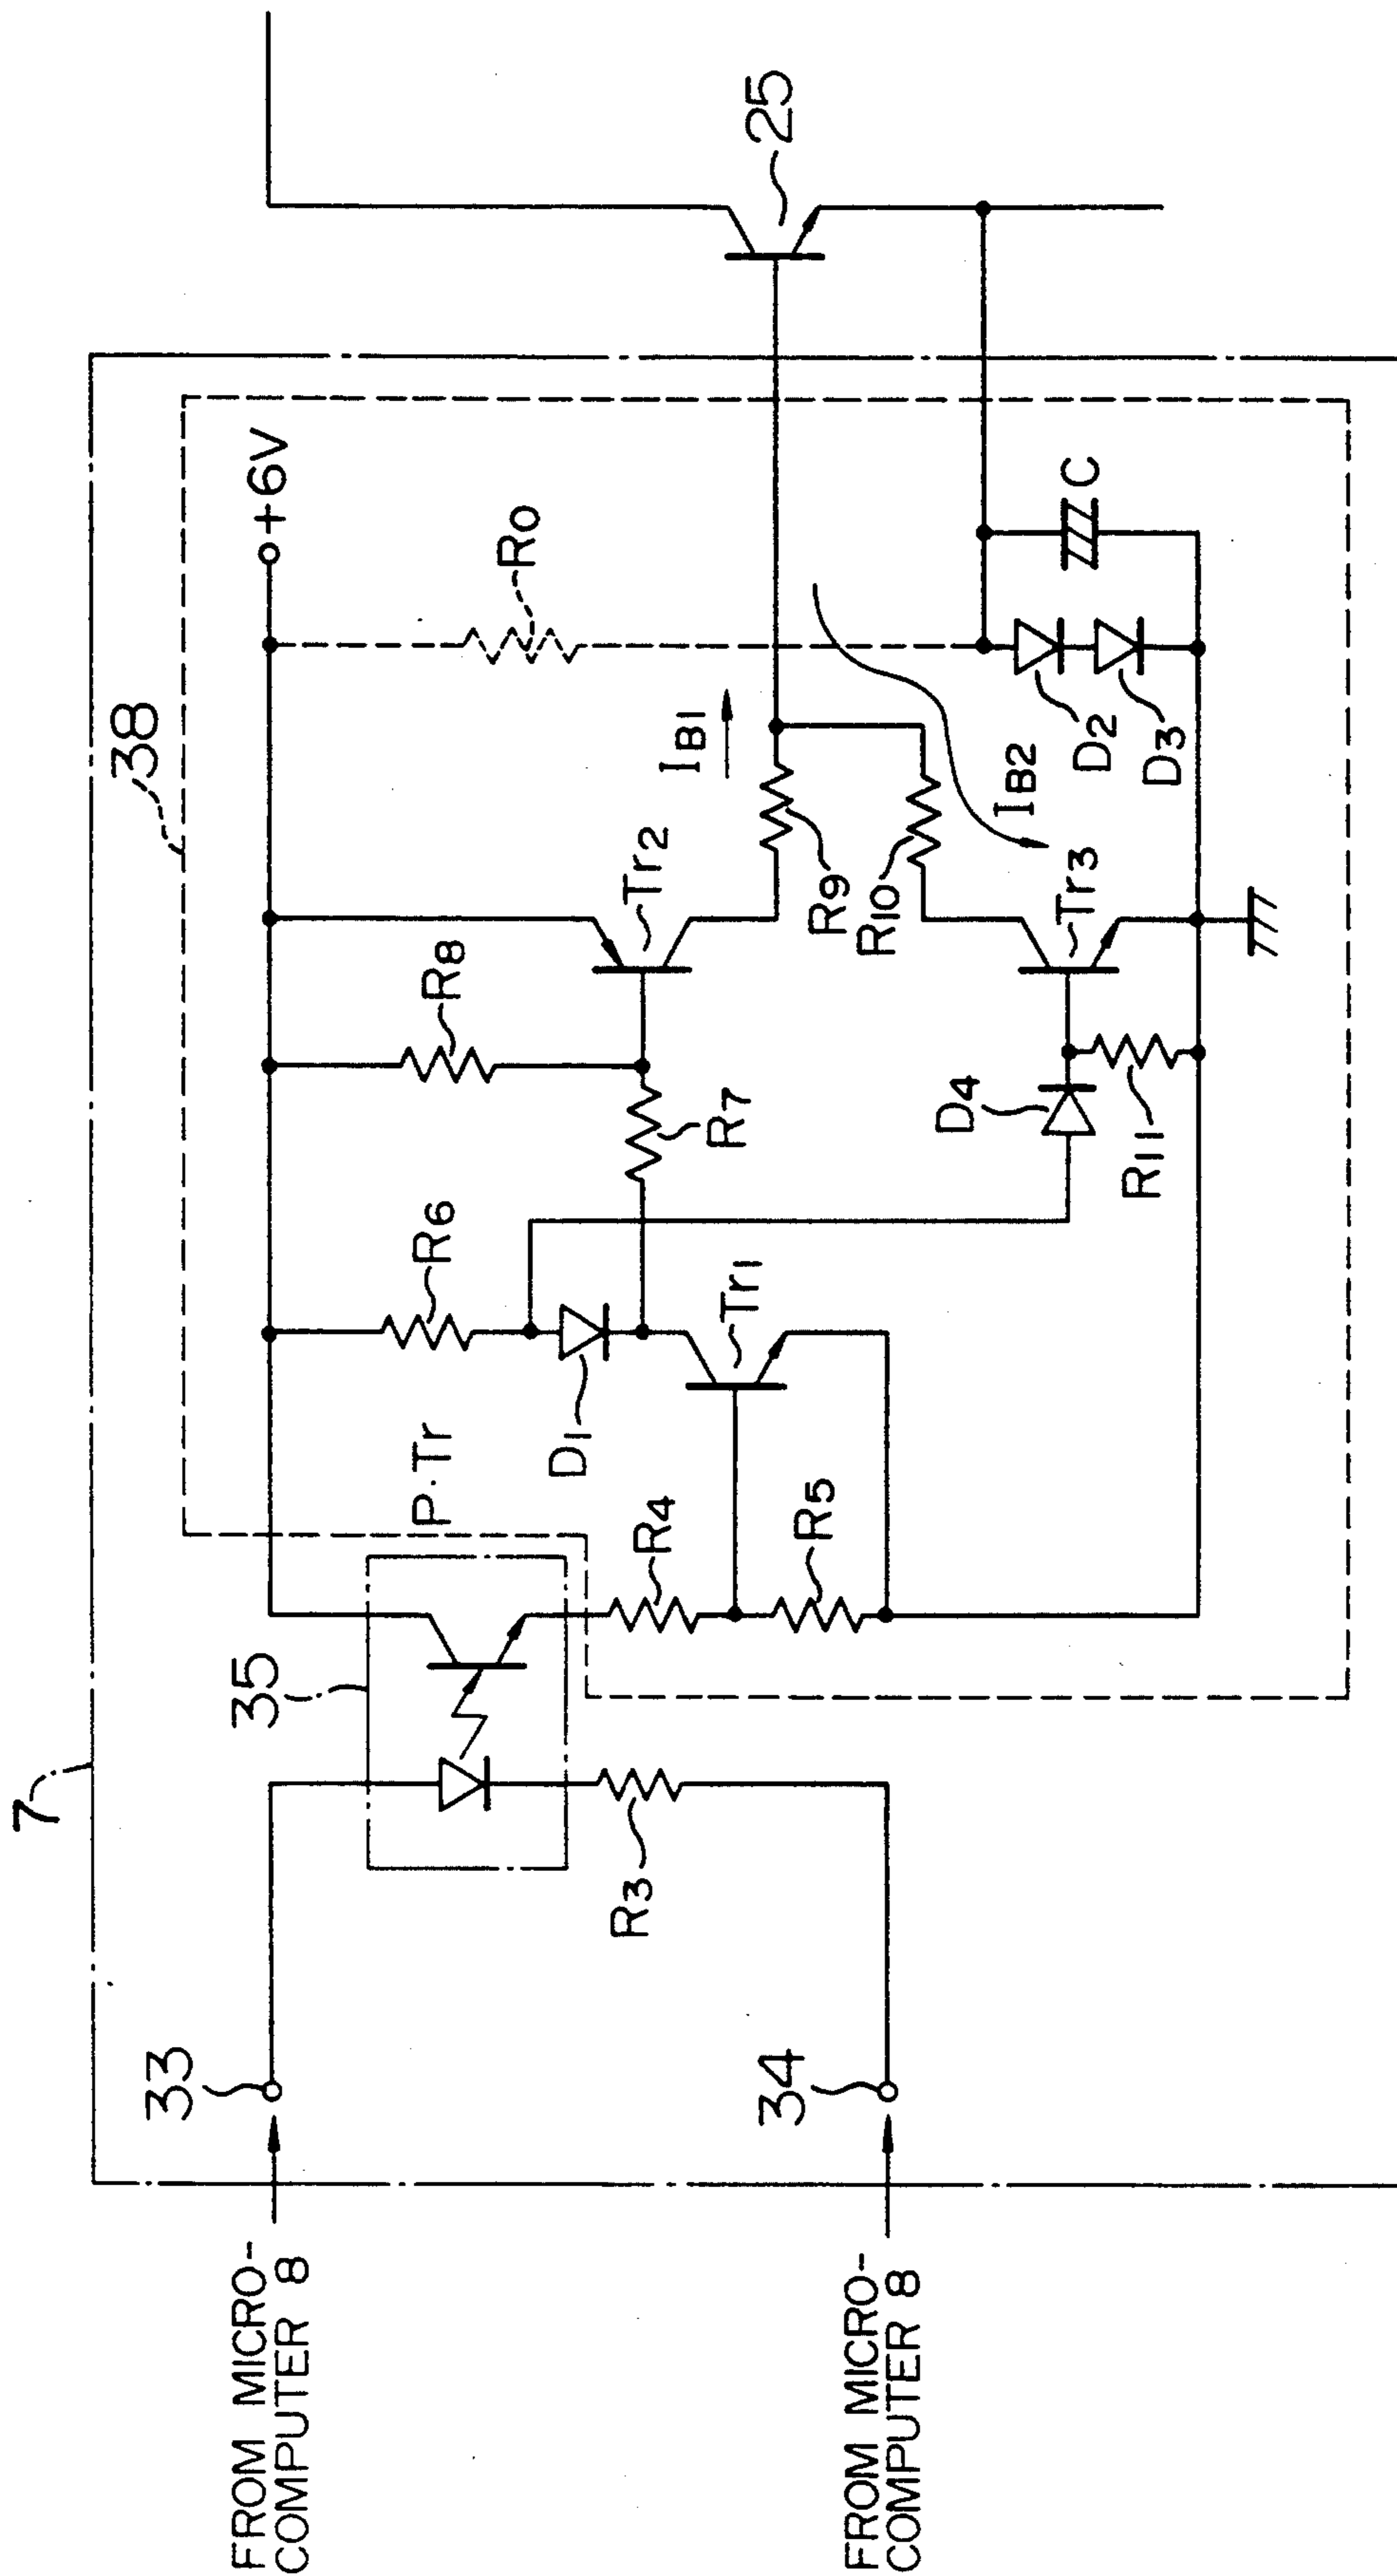 7
38
+6V
R0
25
IB1
IB2
R8
Tr2
R9
R10
Tr3
C
D2
D3
R6
R7
D4
R11
P·Tr
D1
Tr1
35
R4
R5
R3
33
34
FROM MICRO-
COMPUTER 8
FROM MICRO-
COMPUTER 8